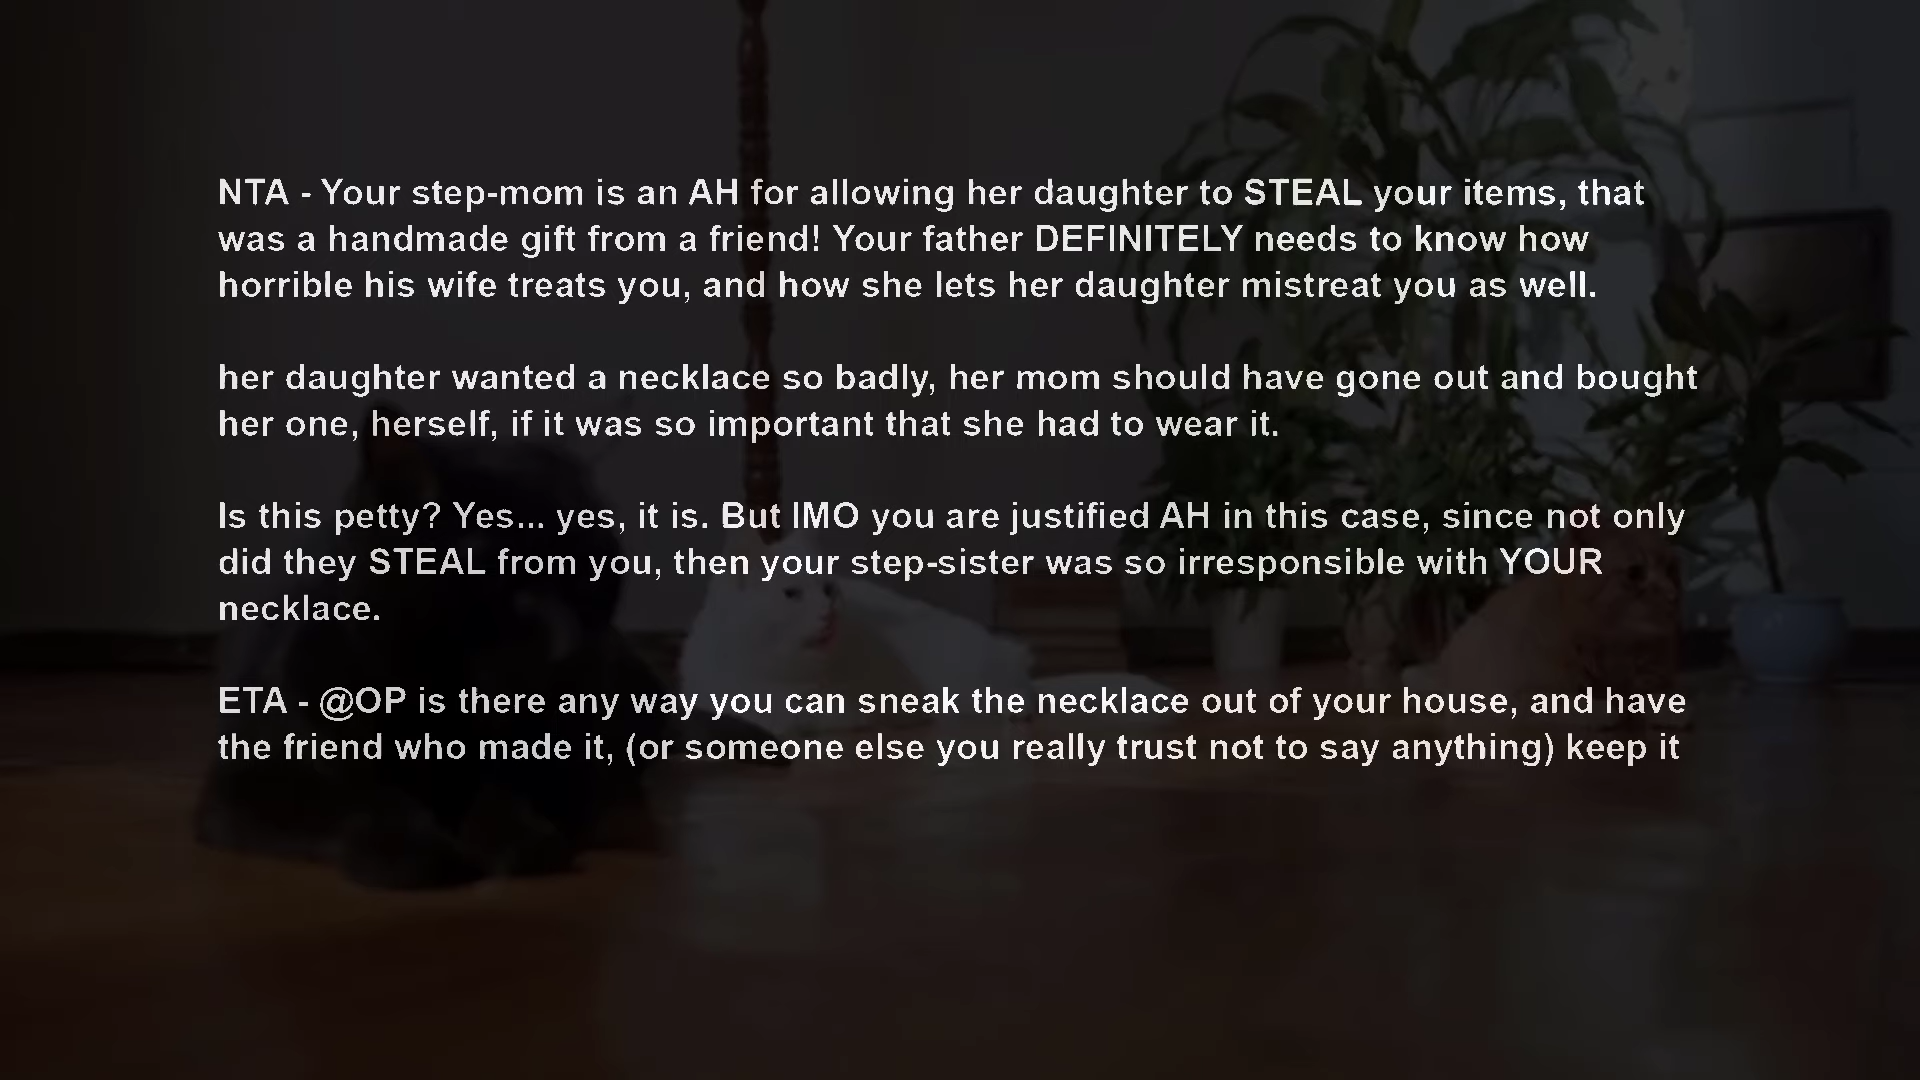 NTA - Your step-mom is an AH for allowing her daughter to STEAL your items, that
was a handmade gift from a friend! Your father DEFINITELY needs to know how
horrible his wife treats you, and how she lets her daughter mistreat you as well.
her daughter wanted a necklace so badly, her mom should have gone out and bought
her one, herself, if it was so important that she had to wear it.
Is this petty? Yes... yes, it is. But IMO you are justified AH in this case, since not only
did they STEAL from you, then your step-sister was so irresponsible with YOUR
necklace.
ETA - @OP is there any way you can sneak the necklace out of your house, and have
the friend who made it, (or someone else you really trust not to say anything) keep it